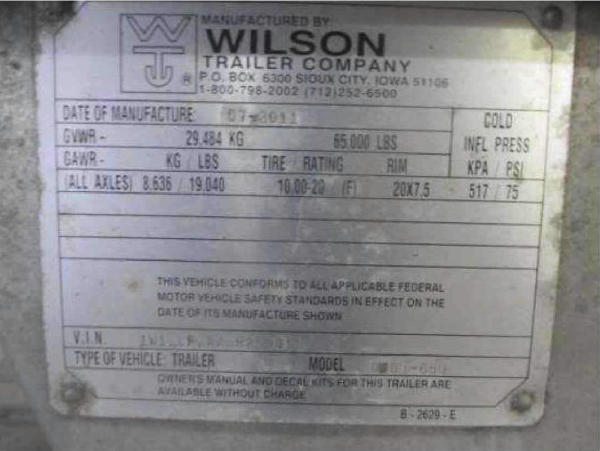 MANUFACTURED BY:
WILSON
TRAILER COMPANY
® P.O. BOX 6300 SIOUX CITY, IOWA 51106
1-800-798-2002 (712)252-6500
DATE OF MANUFACTURE: 07-2011
COLD
GVWR - 29.484 KG 65.000 LBS INFL PRESS
GAWR - KG / LBS TIRE / RATING RIM KPA / PSI
(ALL AXLES) 8.636 / 19.040 10.00-20 / (F) 20X7.5 517 / 75
THIS VEHICLE CONFORMS TO ALL APPLICABLE FEDERAL
MOTOR VEHICLE SAFETY STANDARDS IN EFFECT ON THE
DATE OF ITS MANUFACTURE SHOWN
V.I.N.
TYPE OF VEHICLE: TRAILER MODEL
OWNER'S MANUAL AND DECAL KITS FOR THIS TRAILER ARE
AVAILABLE WITHOUT CHARGE
B - 2629 - E